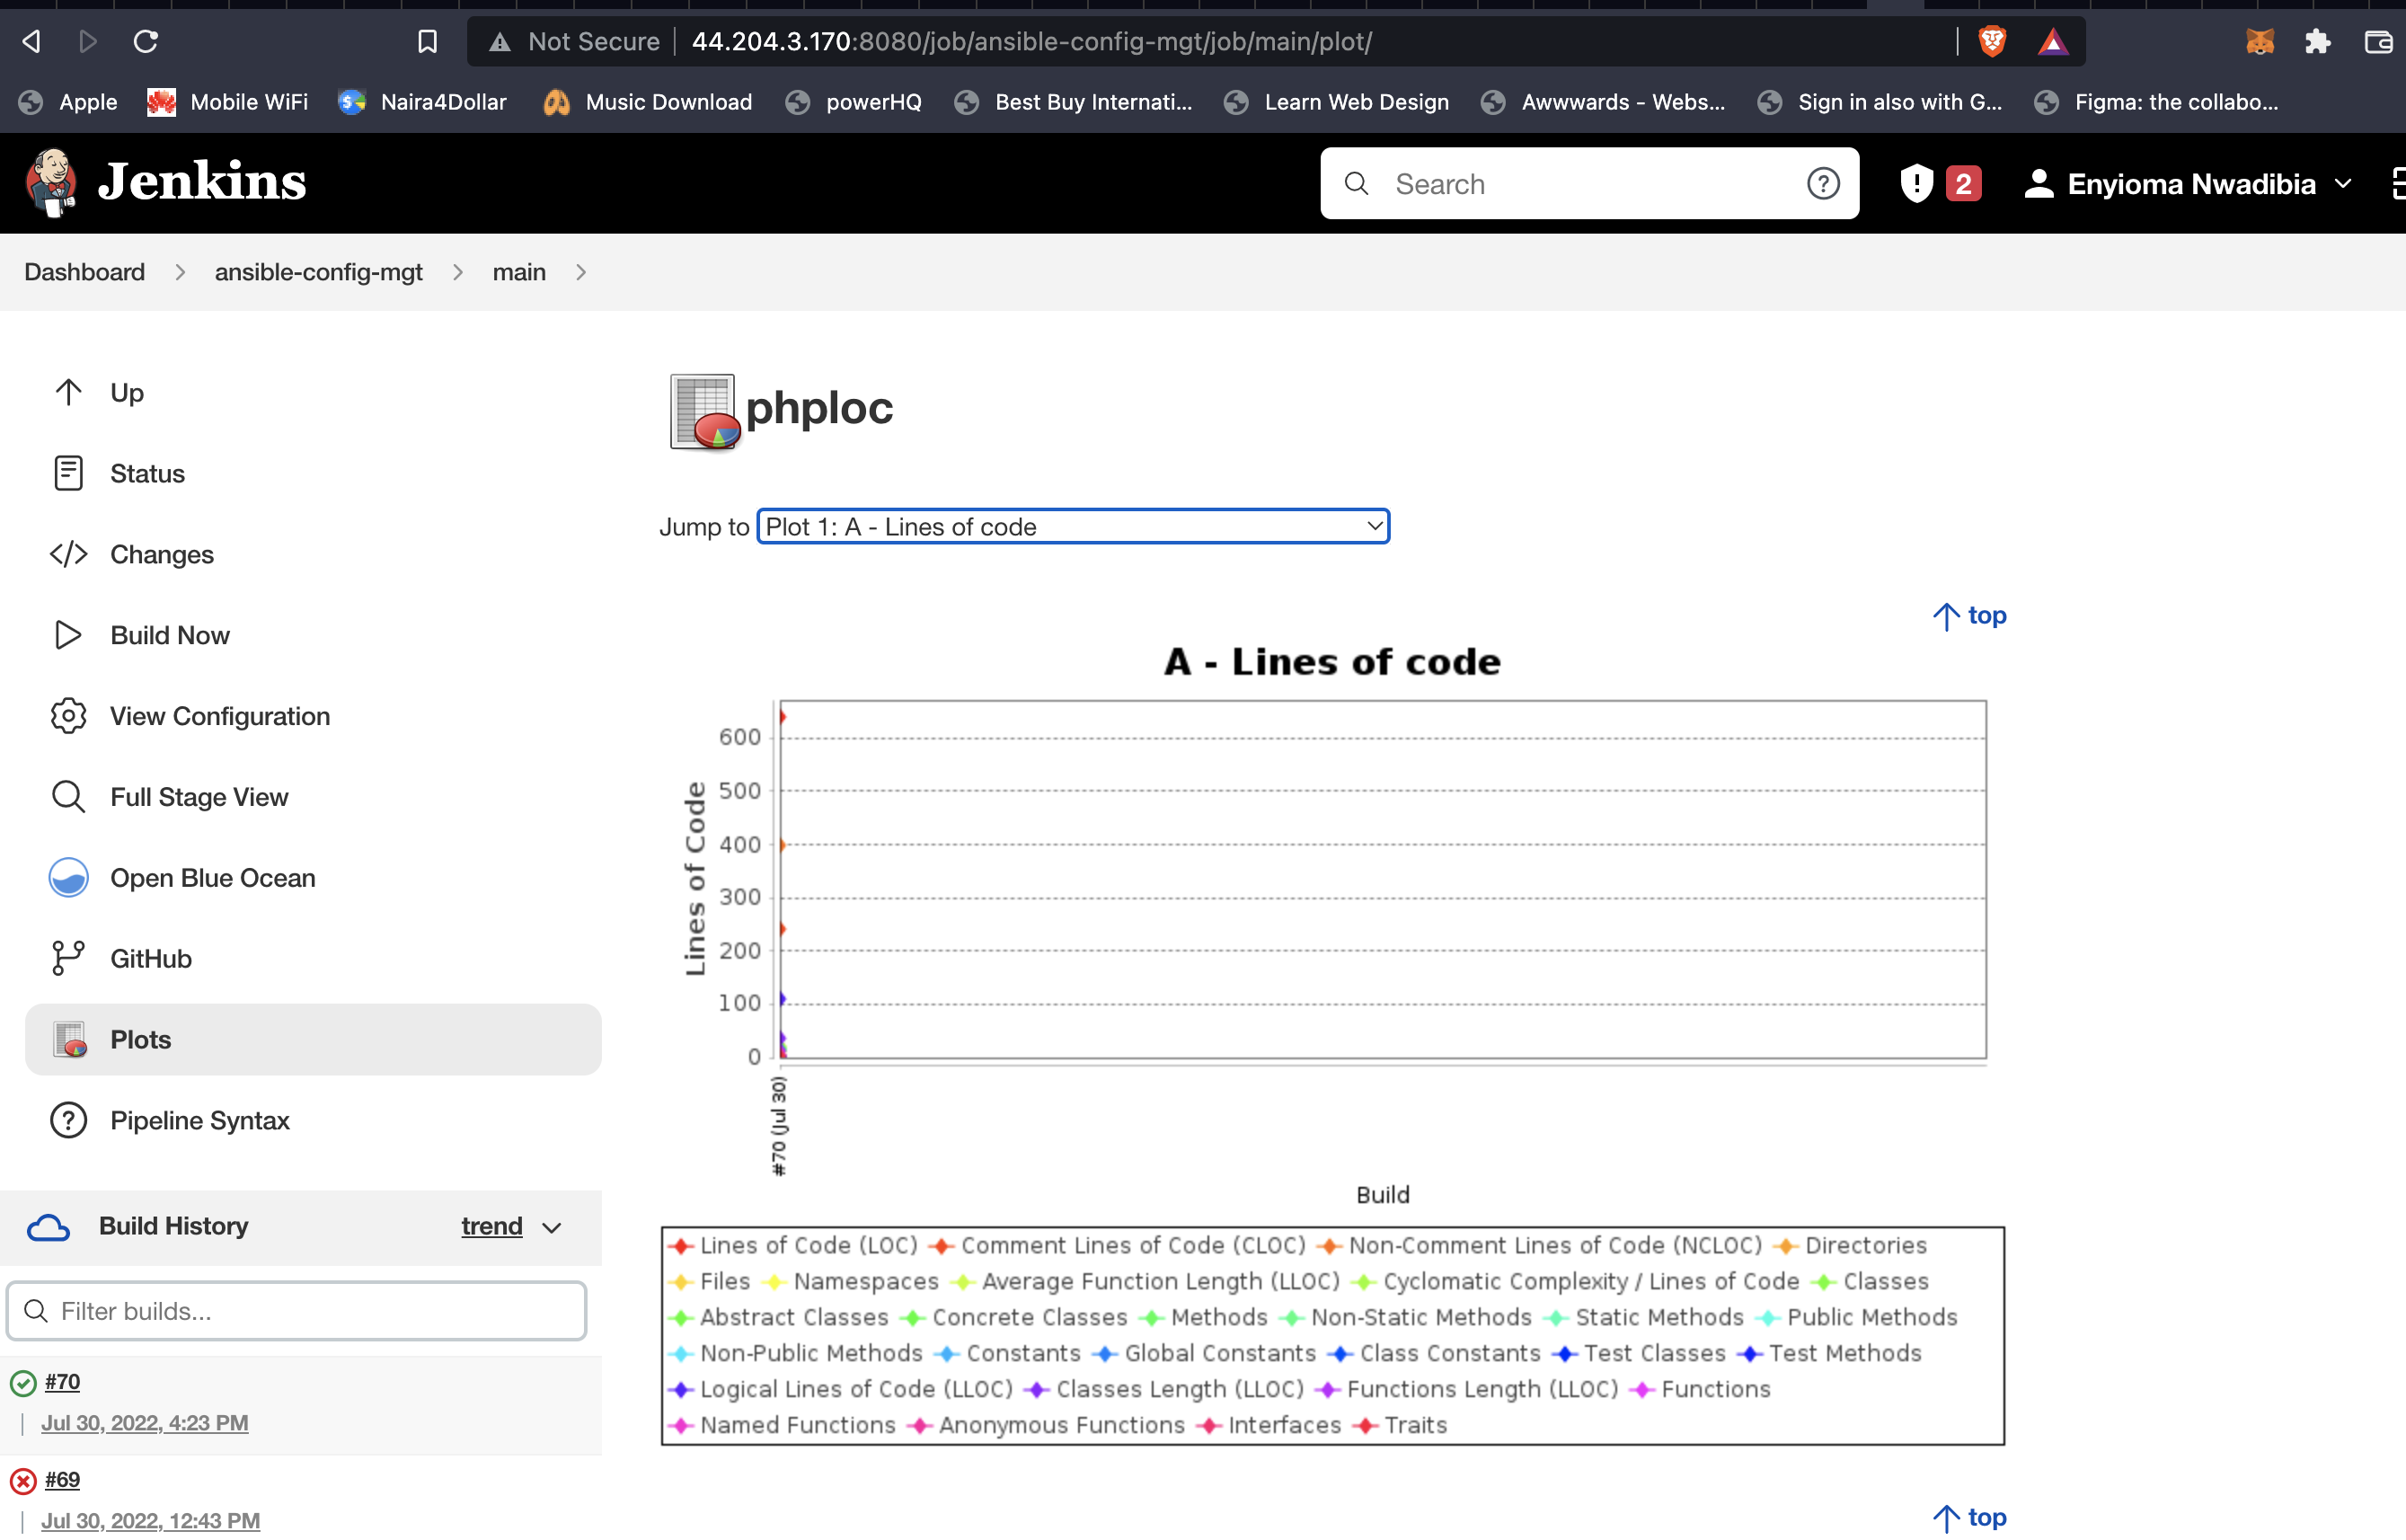 Not Secure 44.204.3.170:8080/job/ansible-config-mgt/job/main/plot/
Apple Mobile WiFi Naira4Dollar Music Download powerHQ Best Buy Internati... Learn Web Design Awwwards - Webs... Sign in also with G... Figma: the collabo...
Jenkins Search 2 Enyioma Nwadibia
Dashboard ansible-config-mgt main
Up
Status
Changes
Build Now
View Configuration
Full Stage View
Open Blue Ocean
GitHub
Plots
Pipeline Syntax
Build History trend
Filter builds...
#70
Jul 30, 2022, 4:23 PM
#69
Jul 30, 2022, 12:43 PM
phploc
Jump to Plot 1: A - Lines of code
top
A - Lines of code
Lines of Code
600
500
400
300
200
100
0
#70 (Jul 30)
Build
Lines of Code (LOC) Comment Lines of Code (CLOC) Non-Comment Lines of Code (NCLOC) Directories
Files Namespaces Average Function Length (LLOC) Cyclomatic Complexity / Lines of Code Classes
Abstract Classes Concrete Classes Methods Non-Static Methods Static Methods Public Methods
Non-Public Methods Constants Global Constants Class Constants Test Classes Test Methods
Logical Lines of Code (LLOC) Classes Length (LLOC) Functions Length (LLOC) Functions
Named Functions Anonymous Functions Interfaces Traits
top